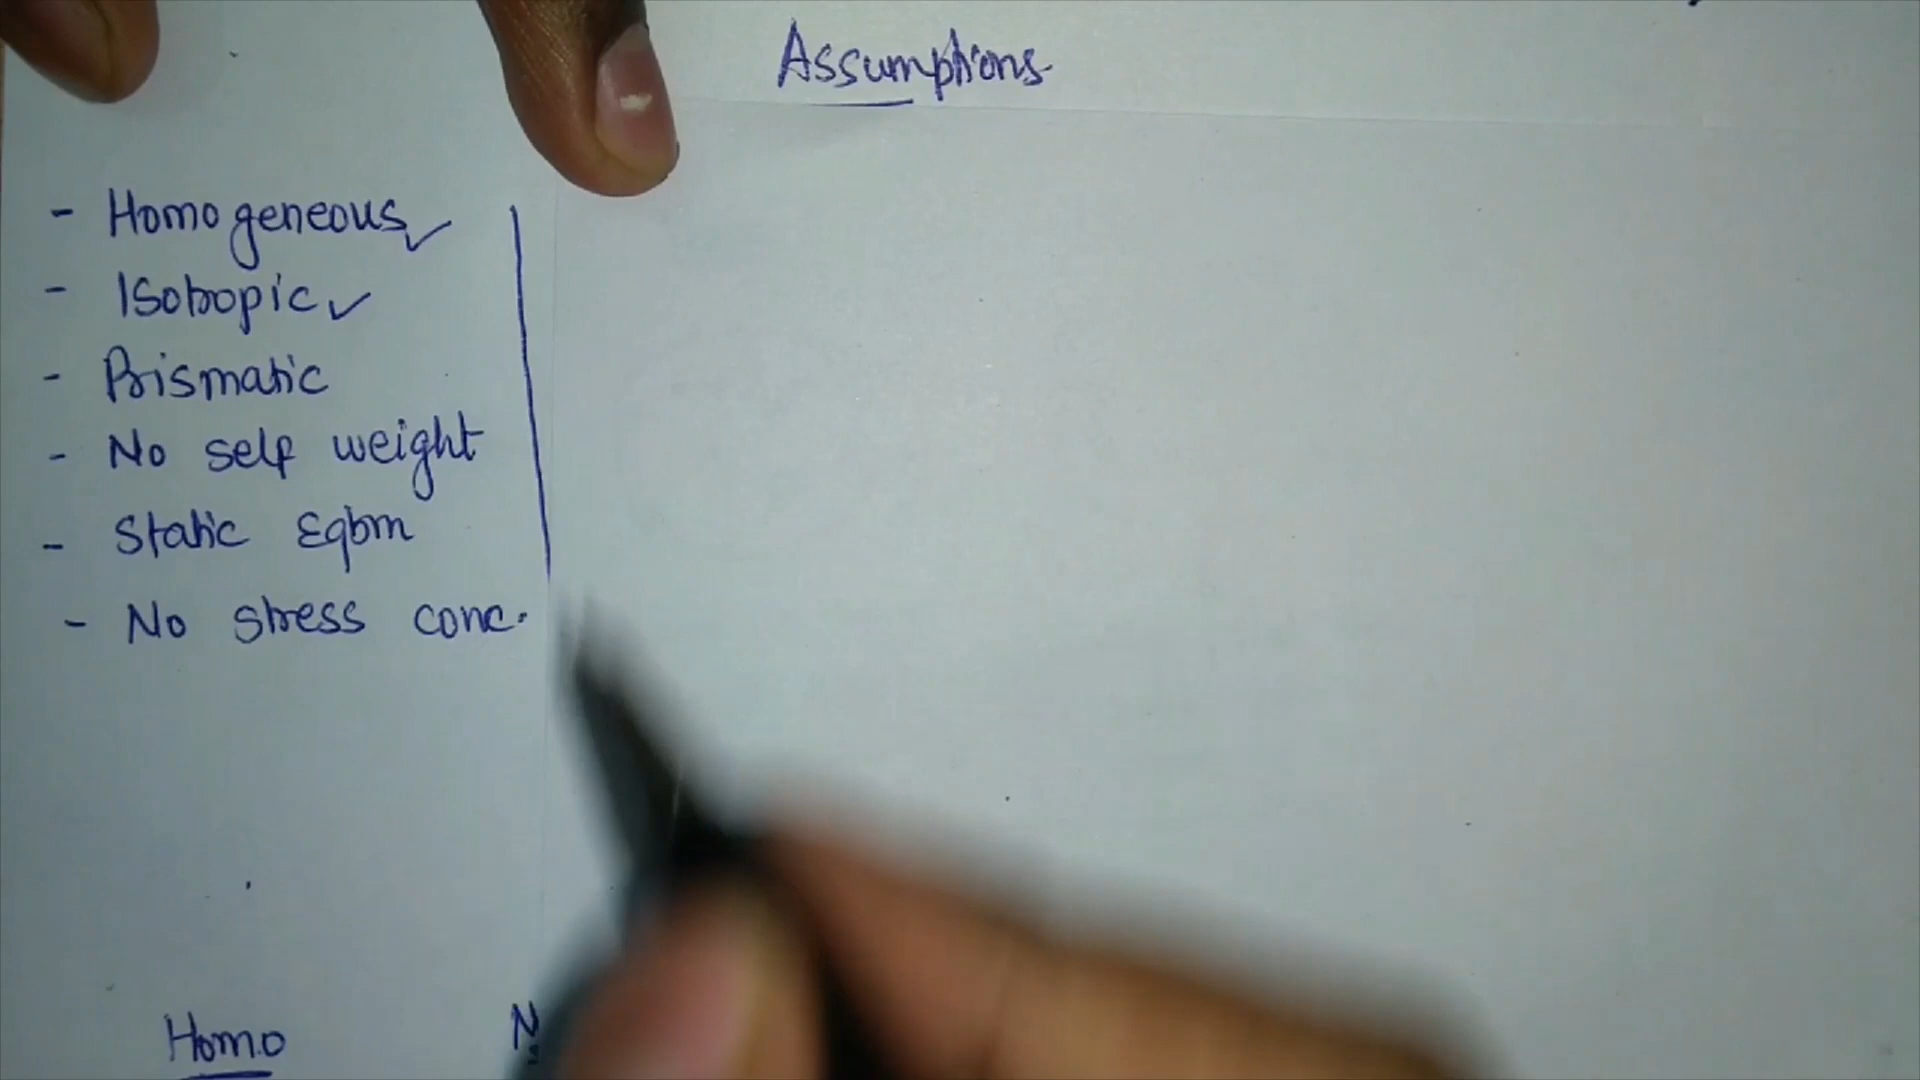 Assumptions
- Homogeneous ✓
- Isotropic ✓
- Prismatic
- No self weight
- Static Eqbm
- No stress conc.
Homo N